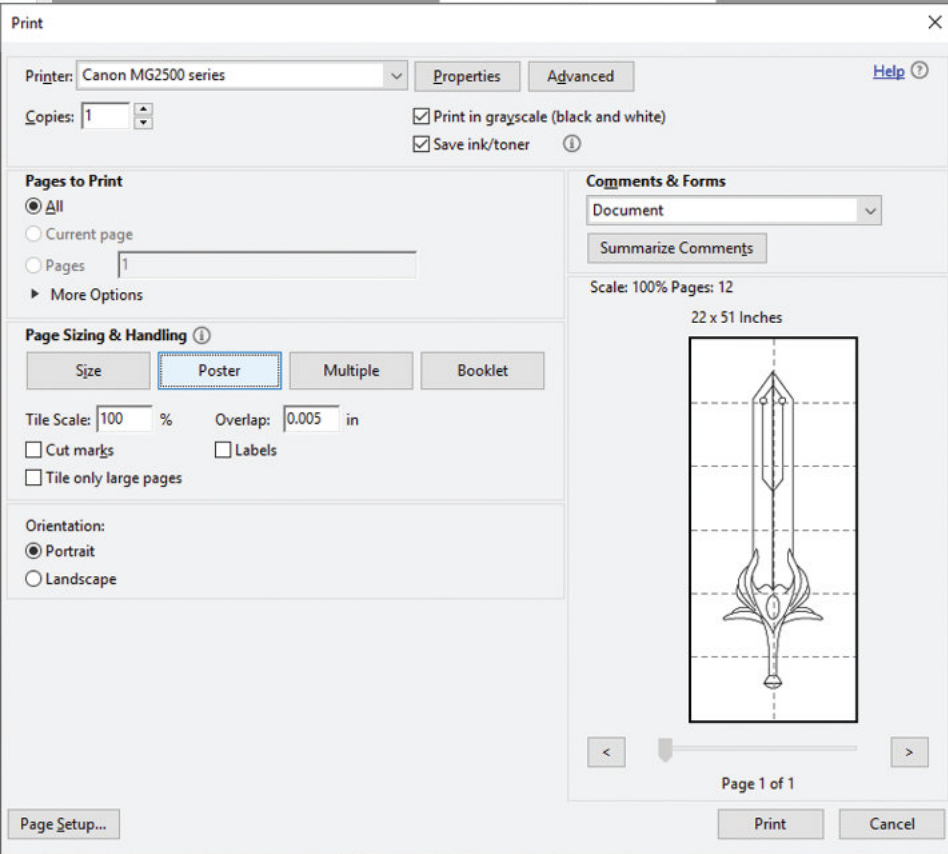 Print
Printer: Canon MG2500 series Properties Advanced Help
Copies: 1 Print in grayscale (black and white)
Save ink/toner
Pages to Print
All
Current page
Pages 1
More Options
Comments & Forms
Document
Summarize Comments
Scale: 100% Pages: 12
22 x 51 Inches
Page Sizing & Handling
Size Poster Multiple Booklet
Tile Scale: 100 % Overlap: 0.005 in
Cut marks Labels
Tile only large pages
Orientation:
Portrait
Landscape
< >
Page 1 of 1
Page Setup... Print Cancel